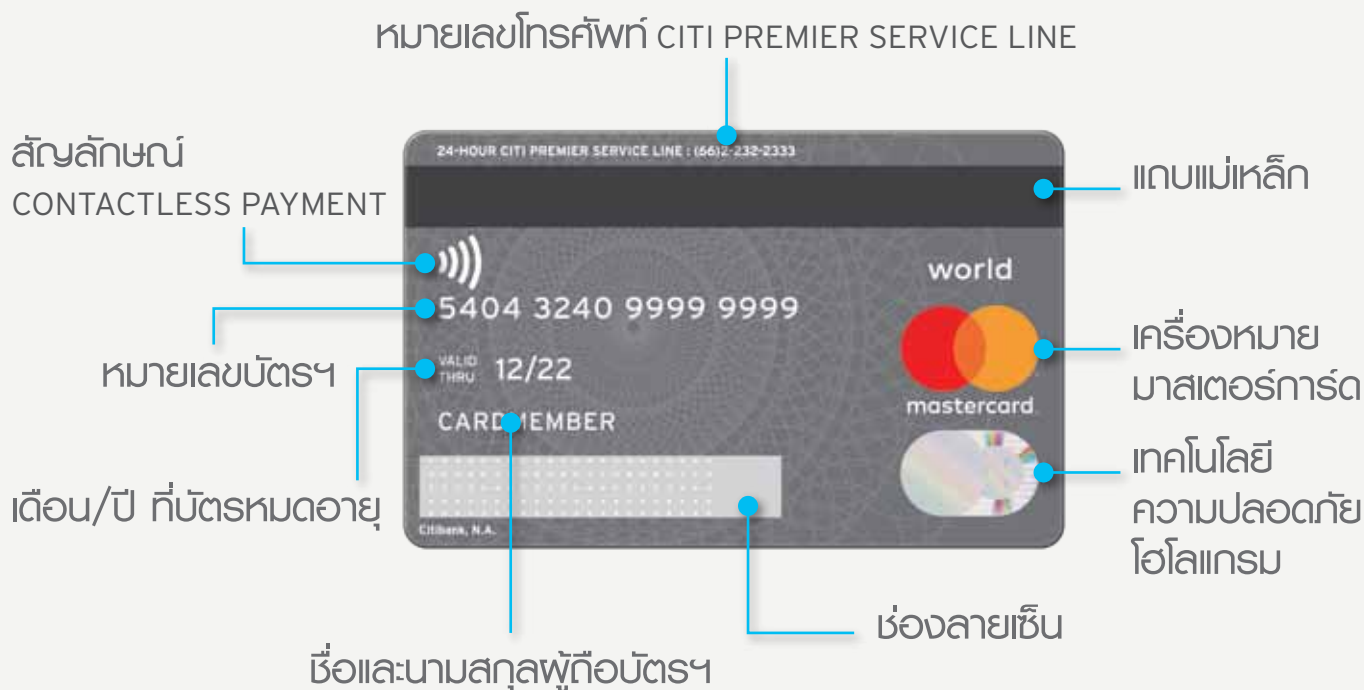 หมายเลขโทรศัพท์ CITI PREMIER SERVICE LINE
สัญลักษณ์
CONTACTLESS PAYMENT
24-HOUR CITI PREMIER SERVICE LINE : (66)2-232-2333
แถบแม่เหล็ก
world
5404 3240 9999 9999
หมายเลขบัตรฯ
VALID
THRU 12/22
mastercard
เครื่องหมาย
มาสเตอร์การ์ด
CARDMEMBER
เดือน/ปี ที่บัตรหมดอายุ
Citibank, N.A.
เทคโนโลยี
ความปลอดภัย
โฮโลแกรม
ช่องลายเซ็น
ชื่อและนามสกุลผู้ถือบัตรฯ